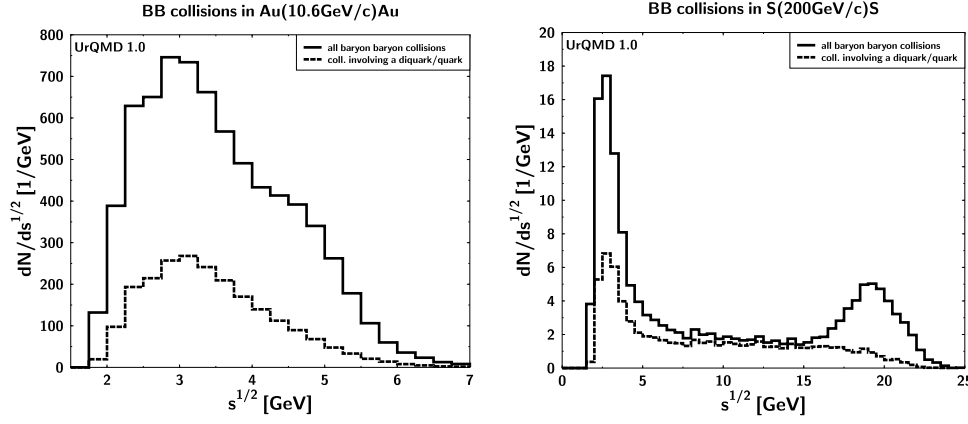 BB collisions in Au(10.6GeV/c)Au
UrQMD 1.0
all baryon baryon collisions
coll. involving a diquark/quark
dN/ds^{1/2} [1/GeV]
800
700
600
500
400
300
200
100
0
2 3 4 5 6 7
s^{1/2} [GeV]
BB collisions in S(200GeV/c)S
UrQMD 1.0
all baryon baryon collisions
coll. involving a diquark/quark
dN/ds^{1/2} [1/GeV]
20
18
16
14
12
10
8
6
4
2
0
0 5 10 15 20 25
s^{1/2} [GeV]